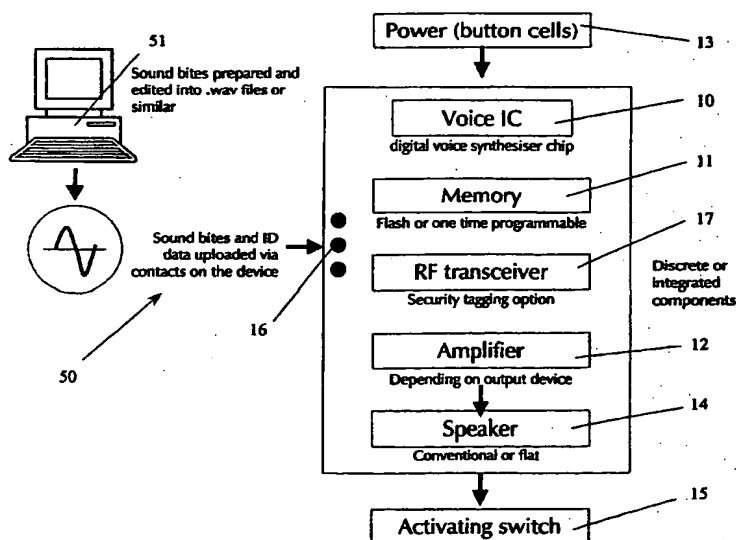 51
Sound bites prepared and
edited into .wav files or
similar
Sound bites and ID
data uploaded via
contacts on the device
16
50
Power (button cells)
13
Voice IC
digital voice synthesiser chip
10
Memory
Flash or one time programmable
11
RF transceiver
Security tagging option
17
Discrete or
integrated
components
Amplifier
Depending on output device
12
Speaker
Conventional or flat
14
Activating switch
15